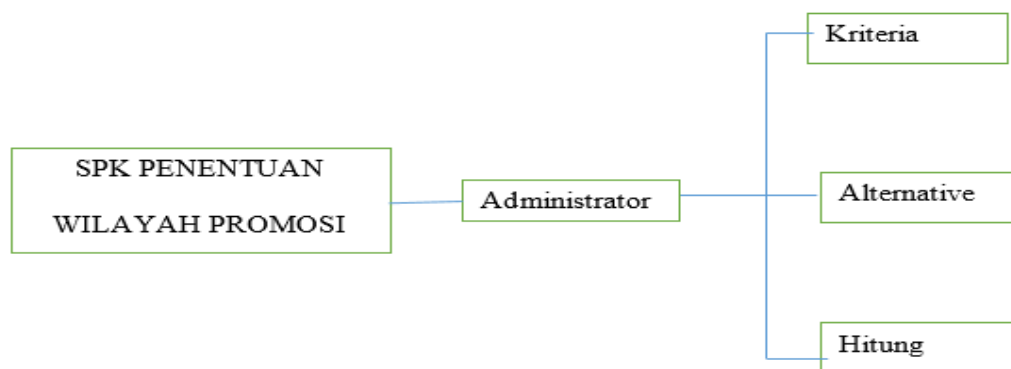 SPK PENENTUAN
WILAYAH PROMOSI
Administrator
Kriteria
Alternative
Hitung